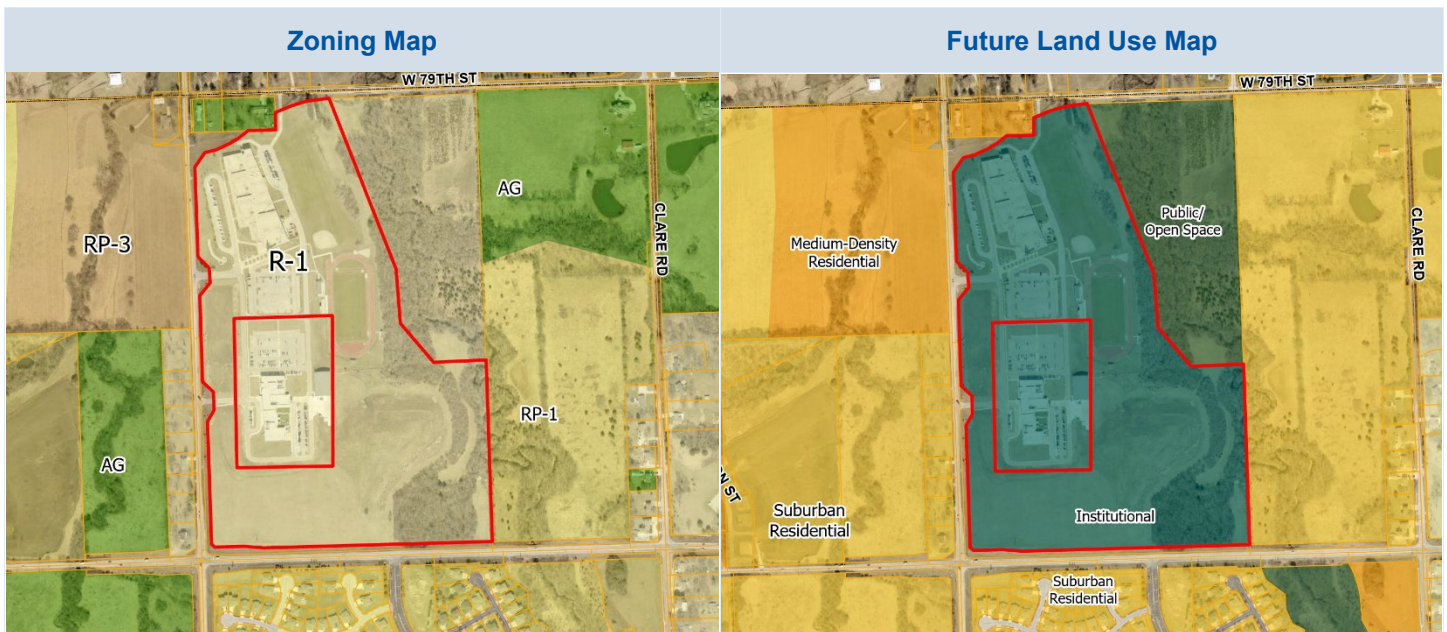 Zoning Map
Future Land Use Map
W 79TH ST
AG
RP-3
R-1
CLARE RD
RP-1
AG
W 79TH ST
Public/
Open Space
Medium-Density
Residential
CLARE RD
Suburban
Residential
Institutional
Suburban
Residential